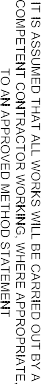 IT IS ASSUMED THAT ALL WORKS WILL BE CARRIED OUT BY A
COMPETENT CONTRACTOR WORKING, WHERE APPROPRIATE,
TO AN APPROVED METHOD STATEMENT